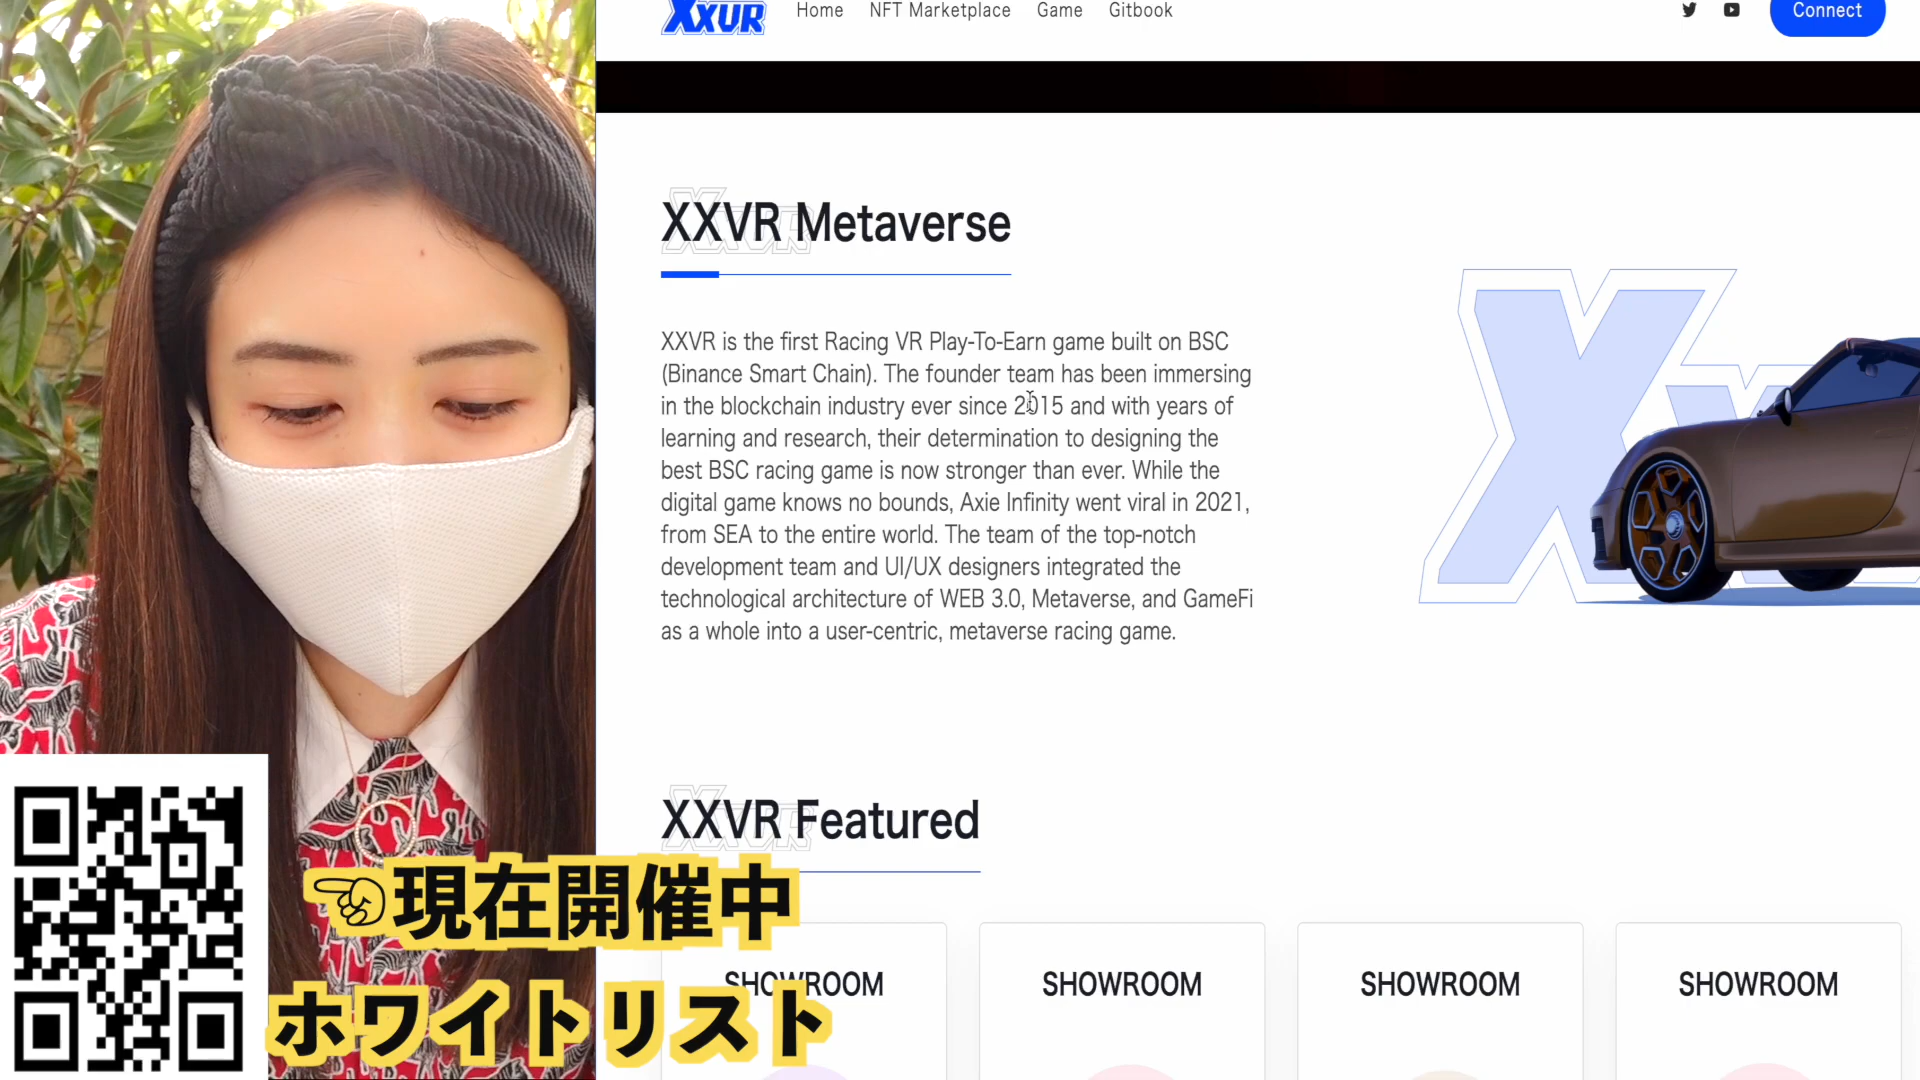 XXVR
Home
NFT Marketplace
Game
Gitbook
Connect
XXVR Metaverse
XXVR is the first Racing VR Play-To-Earn game built on BSC
(Binance Smart Chain). The founder team has been immersing
in the blockchain industry ever since 2015 and with years of
learning and research, their determination to designing the
best BSC racing game is now stronger than ever. While the
digital game knows no bounds, Axie Infinity went viral in 2021,
from SEA to the entire world. The team of the top-notch
development team and UI/UX designers integrated the
technological architecture of WEB 3.0, Metaverse, and GameFi
as a whole into a user-centric, metaverse racing game.
XXVR Featured
SHOWROOM
SHOWROOM
SHOWROOM
SHOWROOM
☜現在開催中
ホワイトリスト